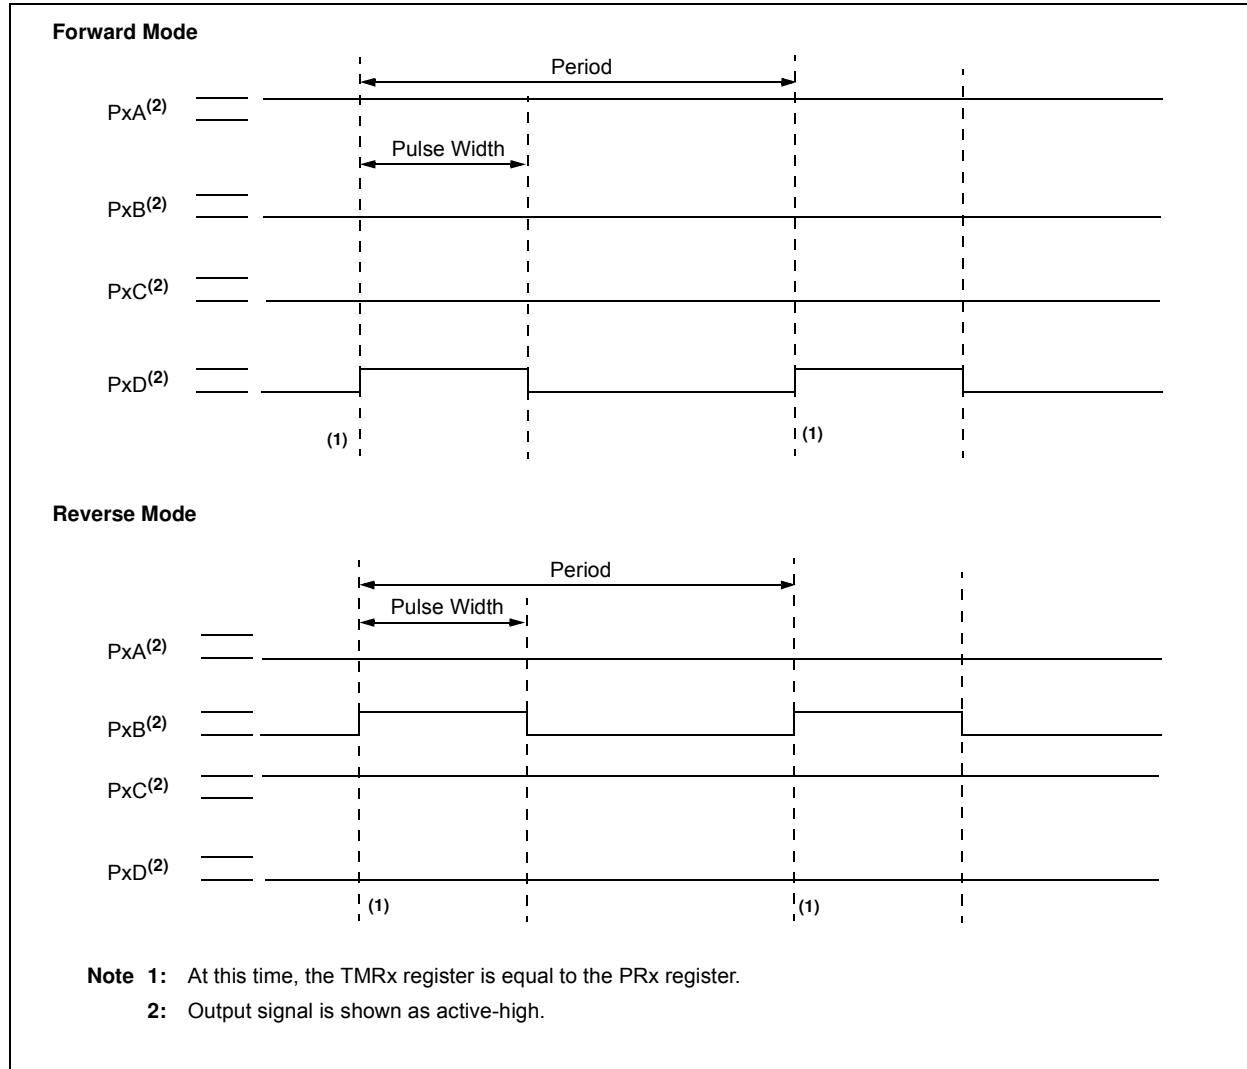 Forward Mode
Period
PxA(2)
Pulse Width
PxB(2)
PxC(2)
PxD(2)
(1)
(1)
Reverse Mode
Period
Pulse Width
PxA(2)
PxB(2)
PxC(2)
PxD(2)
(1)
(1)
Note 1: At this time, the TMRx register is equal to the PRx register.
2: Output signal is shown as active-high.